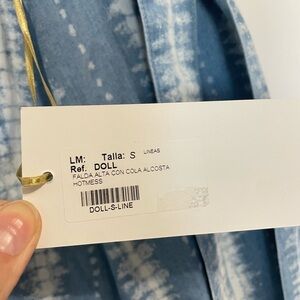 LM: Talla: S LINEAS
Ref. DOLL
FALDA ALTA CON COLA ALCOSTA
HOTMESS
DOLL-S-LINE